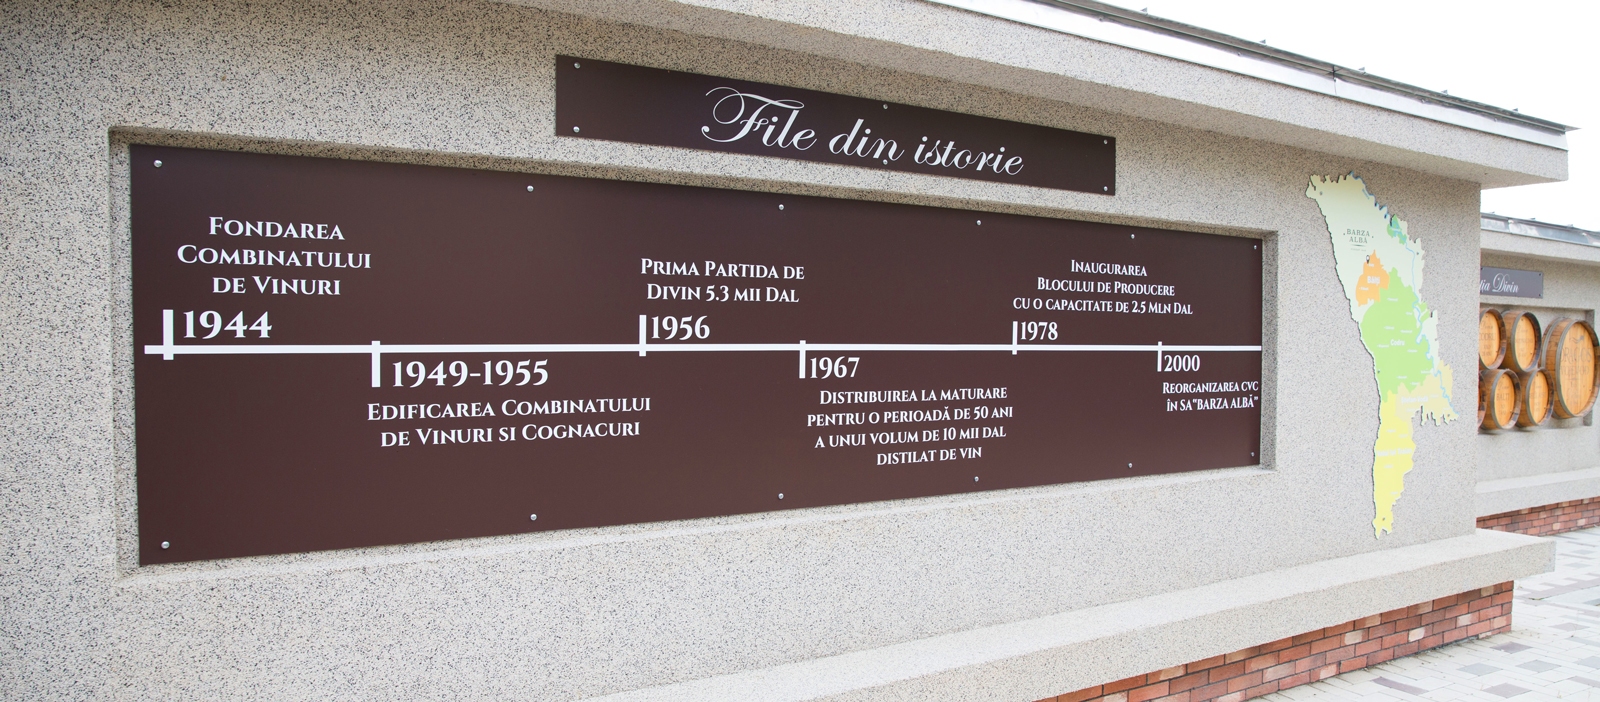 File din istorie
Fondarea
Combinatului
de Vinuri
1944
1949-1955
Edificarea Combinatului
de Vinuri si Cognacuri
Prima Partida de
Divin 5.3 mii Dal
1956
1967
Distribuirea la maturare
pentru o perioadă de 50 ani
a unui volum de 10 mii dal
distilat de vin
Inaugurarea
Blocului de Producere
cu o capacitate de 2.5 Mln Dal
1978
2000
Reorganizarea CVC
în SA"Barza Albă"
BARZA
ALBĂ
Divin